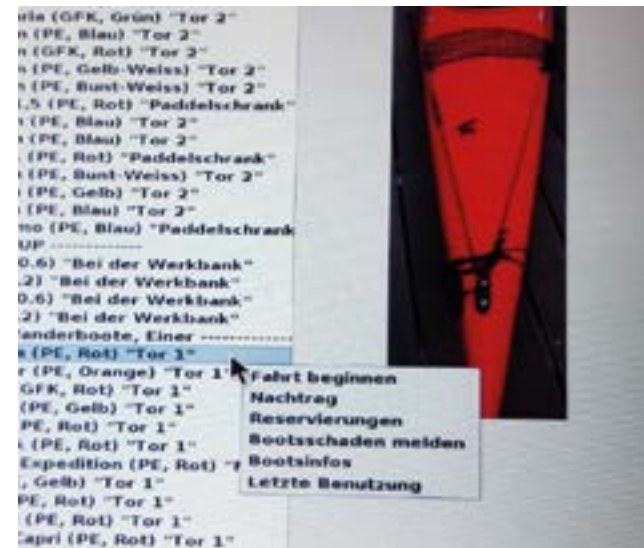 (GFK, Grün) "Tor 2"
(PE, Blau) "Tor 2"
(GFK, Rot) "Tor 2"
(PE, Gelb-Weiss) "Tor 2"
(PE, Bunt-Weiss) "Tor 2"
(PE, Rot) "Paddelschrank"
(PE, Blau) "Tor 2"
(PE, Blau) "Tor 2"
(PE, Rot) "Paddelschrank"
(PE, Bunt-Weiss) "Tor 2"
(PE, Gelb) "Tor 2"
(PE, Blau) "Tor 2"
(PE, Blau) "Paddelschrank
UP ------------
0.6) "Bei der Werkbank"
.2) "Bei der Werkbank"
0.6) "Bei der Werkbank"
.2) "Bei der Werkbank"
anderboote, Einer ------------
(PE, Rot) "Tor 1"
(PE, Orange) "Tor 1"
GFK, Rot) "Tor 1"
(PE, Gelb) "Tor 1"
PE, Rot) "Tor 1"
(PE, Rot) "Tor 1"
Expedition (PE, Rot)
, Gelb) "Tor 1"
PE, Rot) "Tor 1"
(PE, Rot) "Tor 1"
Capri (PE, Rot) "Tor 1"
Fahrt beginnen
Nachtrag
Reservierungen
Bootsschaden melden
Bootsinfos
Letzte Benutzung